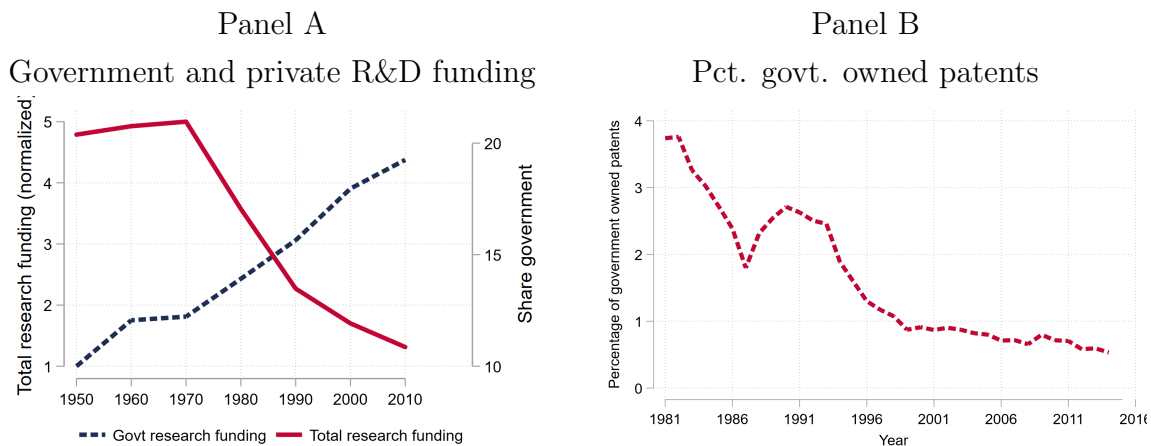 Panel A
Government and private R&D funding
Total research funding (normalized)
5
4
3
2
1
20
15
10
Share government
1950 1960 1970 1980 1990 2000 2010
Govt research funding Total research funding
Panel B
Pct. govt. owned patents
Percentage of government owned patents
4
3
2
1
0
1981 1986 1991 1996 2001 2006 2011 2016
Year